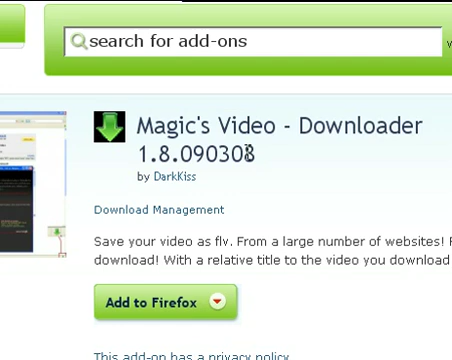 search for add-ons
Magic's Video - Downloader
1.8.090308
by DarkKiss
Download Management
Save your video as flv. From a large number of websites!
download! With a relative title to the video you download
Add to Firefox
This add-on has a privacy policy